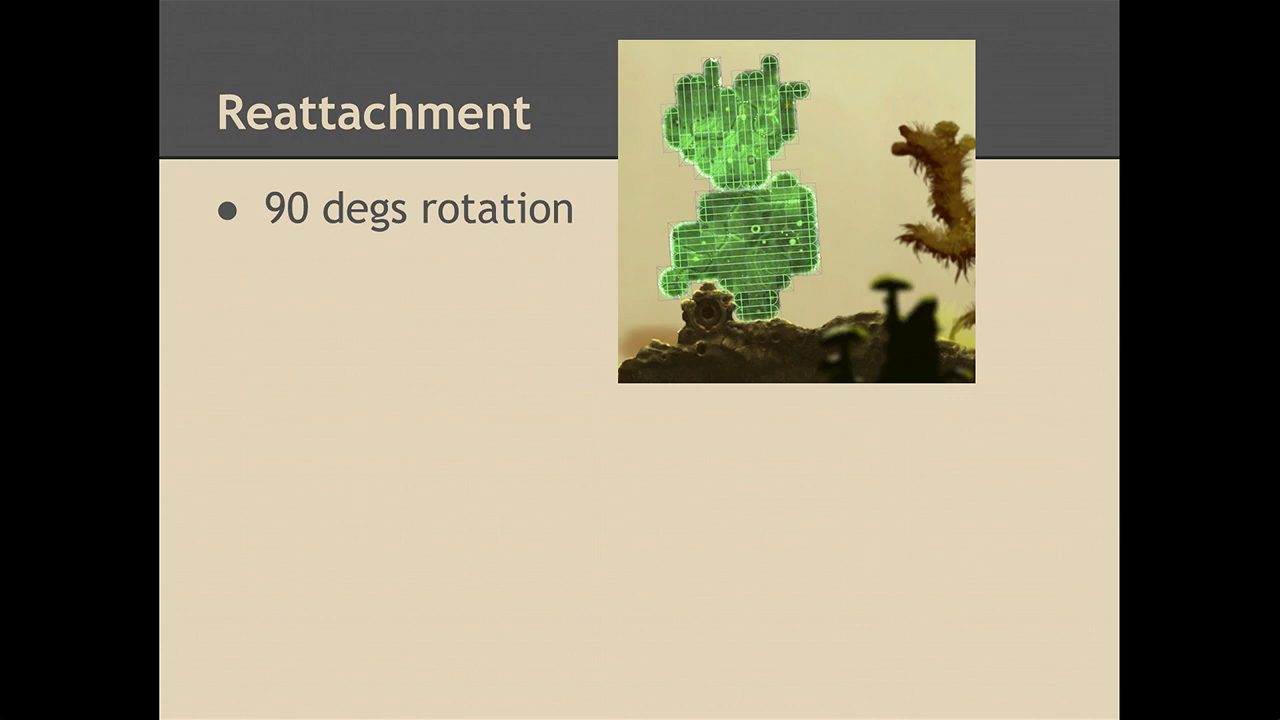 Reattachment
● 90 degs rotation